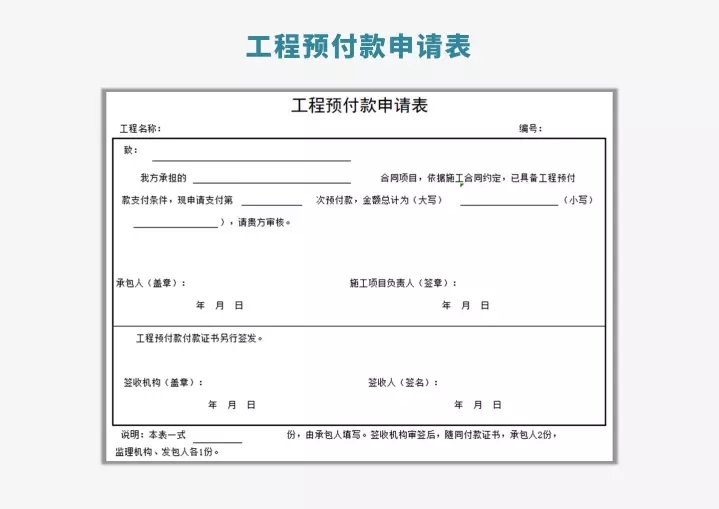 工程预付款申请表
工程预付款申请表
工程名称: 编号:
致:
我方承担的 合同项目,依据施工合同约定,已具备工程预付
款支付条件,现申请支付第 次预付款,金额总计为(大写) (小写)
),请贵方审核。
承包人(盖章): 施工项目负责人(签章):
年 月 日 年 月 日
工程预付款付款证书另行签发。
签收机构(盖章): 签收人(签名):
年 月 日 年 月 日
说明:本表一式 份,由承包人填写。签收机构审签后,随同付款证书,承包人2份,
监理机构、发包人各1份。